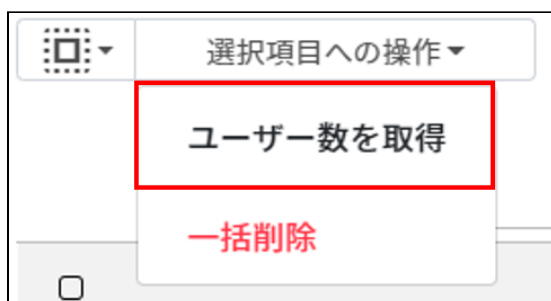 選択項目への操作
ユーザー数を取得
一括削除